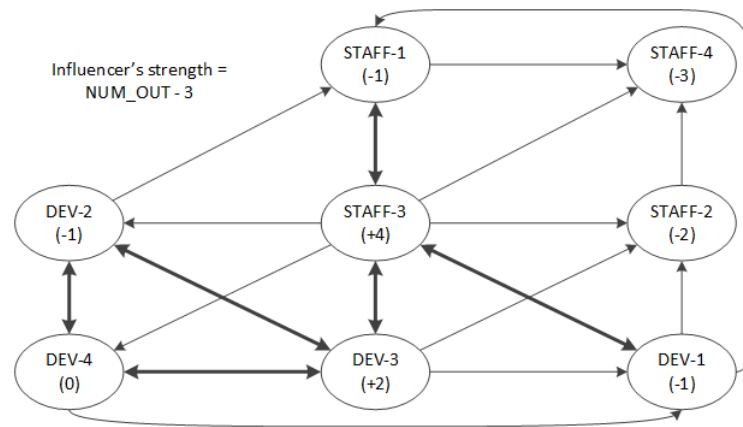 Influencer's strength =
NUM_OUT - 3
STAFF-1
(-1)
STAFF-4
(-3)
DEV-2
(-1)
STAFF-3
(+4)
STAFF-2
(-2)
DEV-4
(0)
DEV-3
(+2)
DEV-1
(-1)